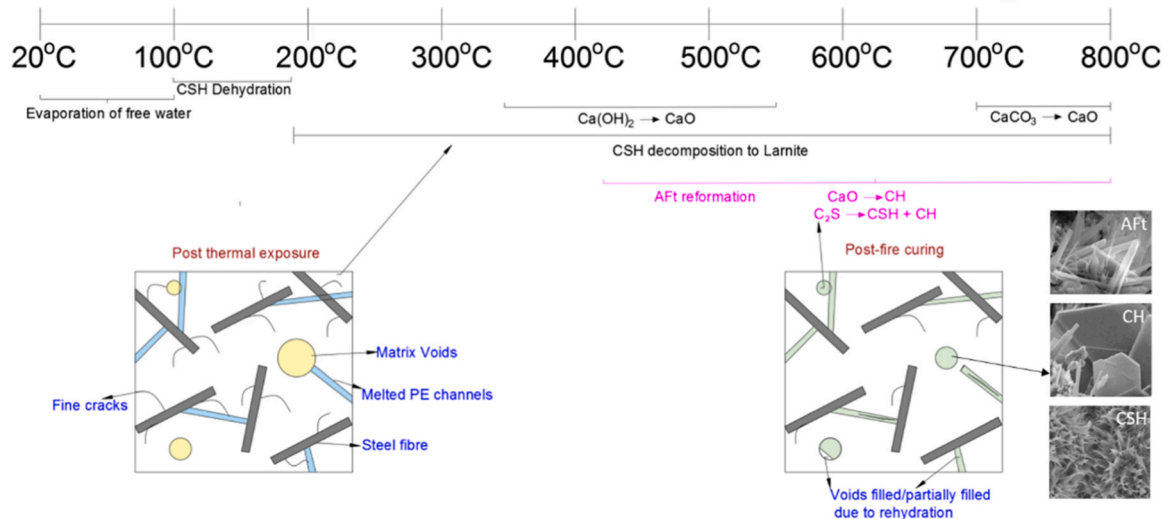 20°C 100°C 200°C 300°C 400°C 500°C 600°C 700°C 800°C
CSH Dehydration
Evaporation of free water
Ca(OH)₂ → CaO
CaCO₃ → CaO
CSH decomposition to Larnite
AFt reformation
CaO → CH
C₂S → CSH + CH
Post thermal exposure
Matrix Voids
Melted PE channels
Fine cracks
Steel fibre
Post-fire curing
AFt
CH
CSH
Voids filled/partially filled
due to rehydration